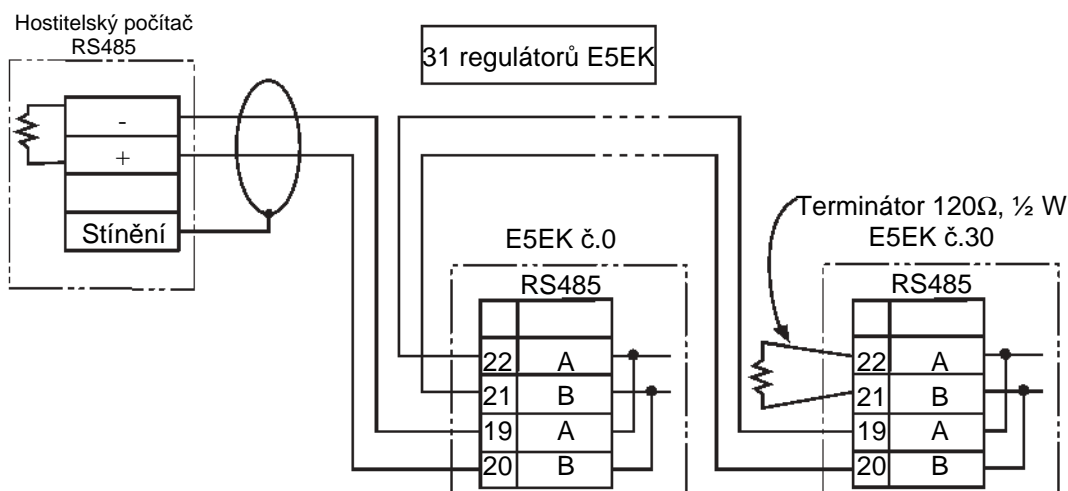 Hostitelský počítač
RS485
31 regulátorů E5EK
-
+
Stínění
Terminátor 120Ω, ½ W
E5EK č.0
E5EK č.30
RS485
22 A
21 B
19 A
20 B
RS485
22 A
21 B
19 A
20 B